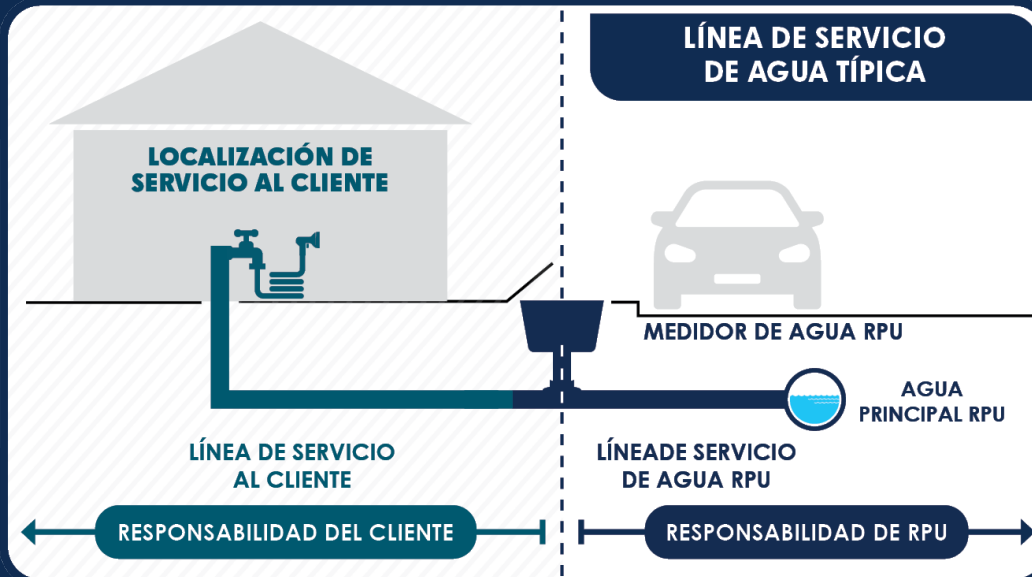 LÍNEA DE SERVICIO
DE AGUA TÍPICA
LOCALIZACIÓN DE
SERVICIO AL CLIENTE
MEDIDOR DE AGUA RPU
AGUA
PRINCIPAL RPU
LÍNEA DE SERVICIO
AL CLIENTE
LÍNEADE SERVICIO
DE AGUA RPU
RESPONSABILIDAD DEL CLIENTE
RESPONSABILIDAD DE RPU